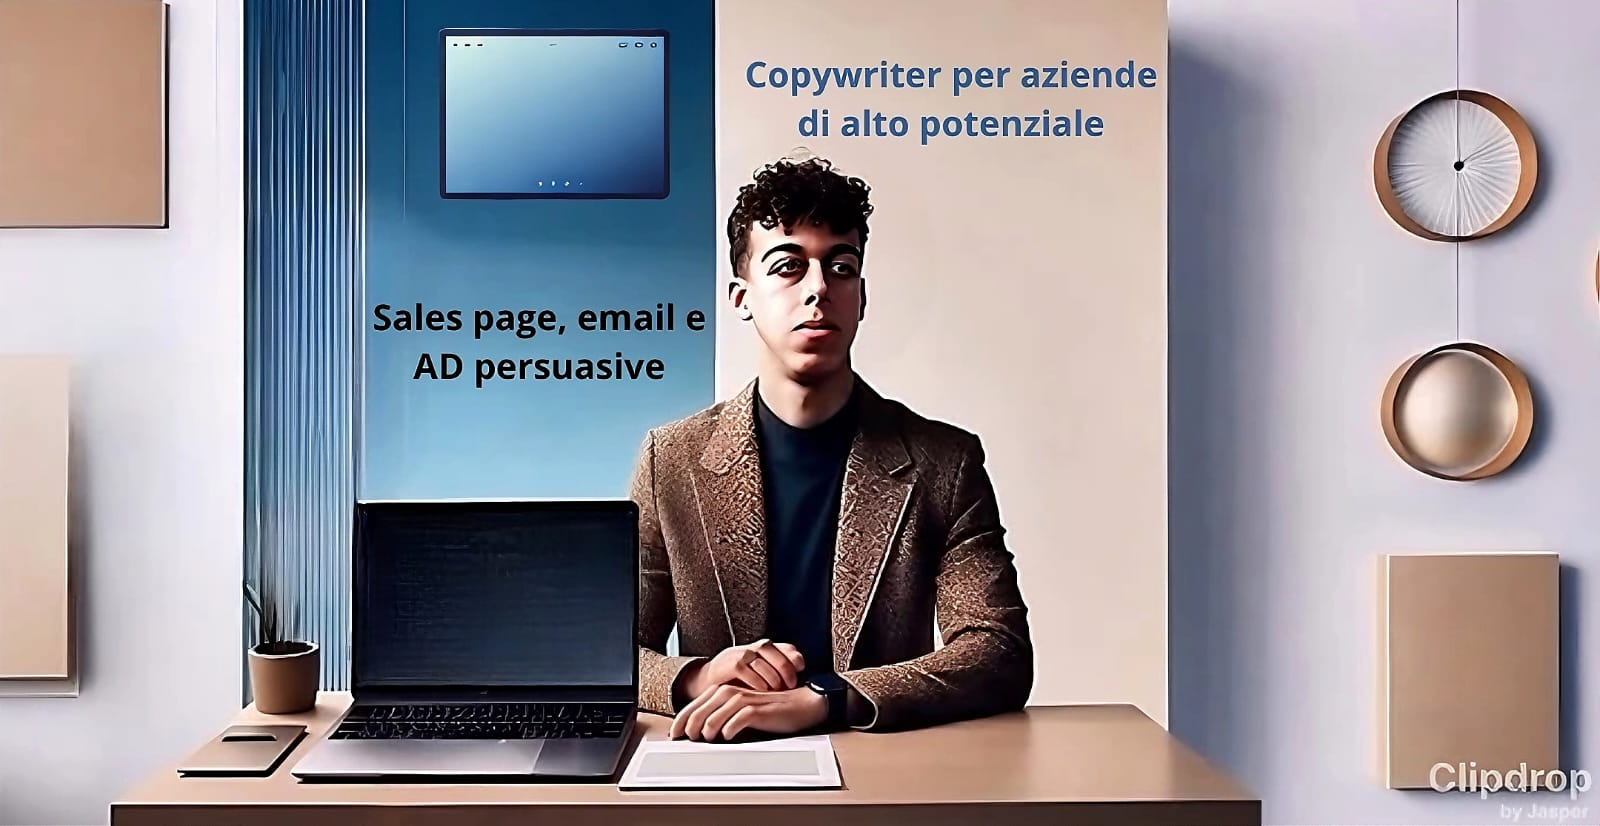 Copywriter per aziende
di alto potenziale
Sales page, email e
AD persuasive
Clipdrop
by Jasper